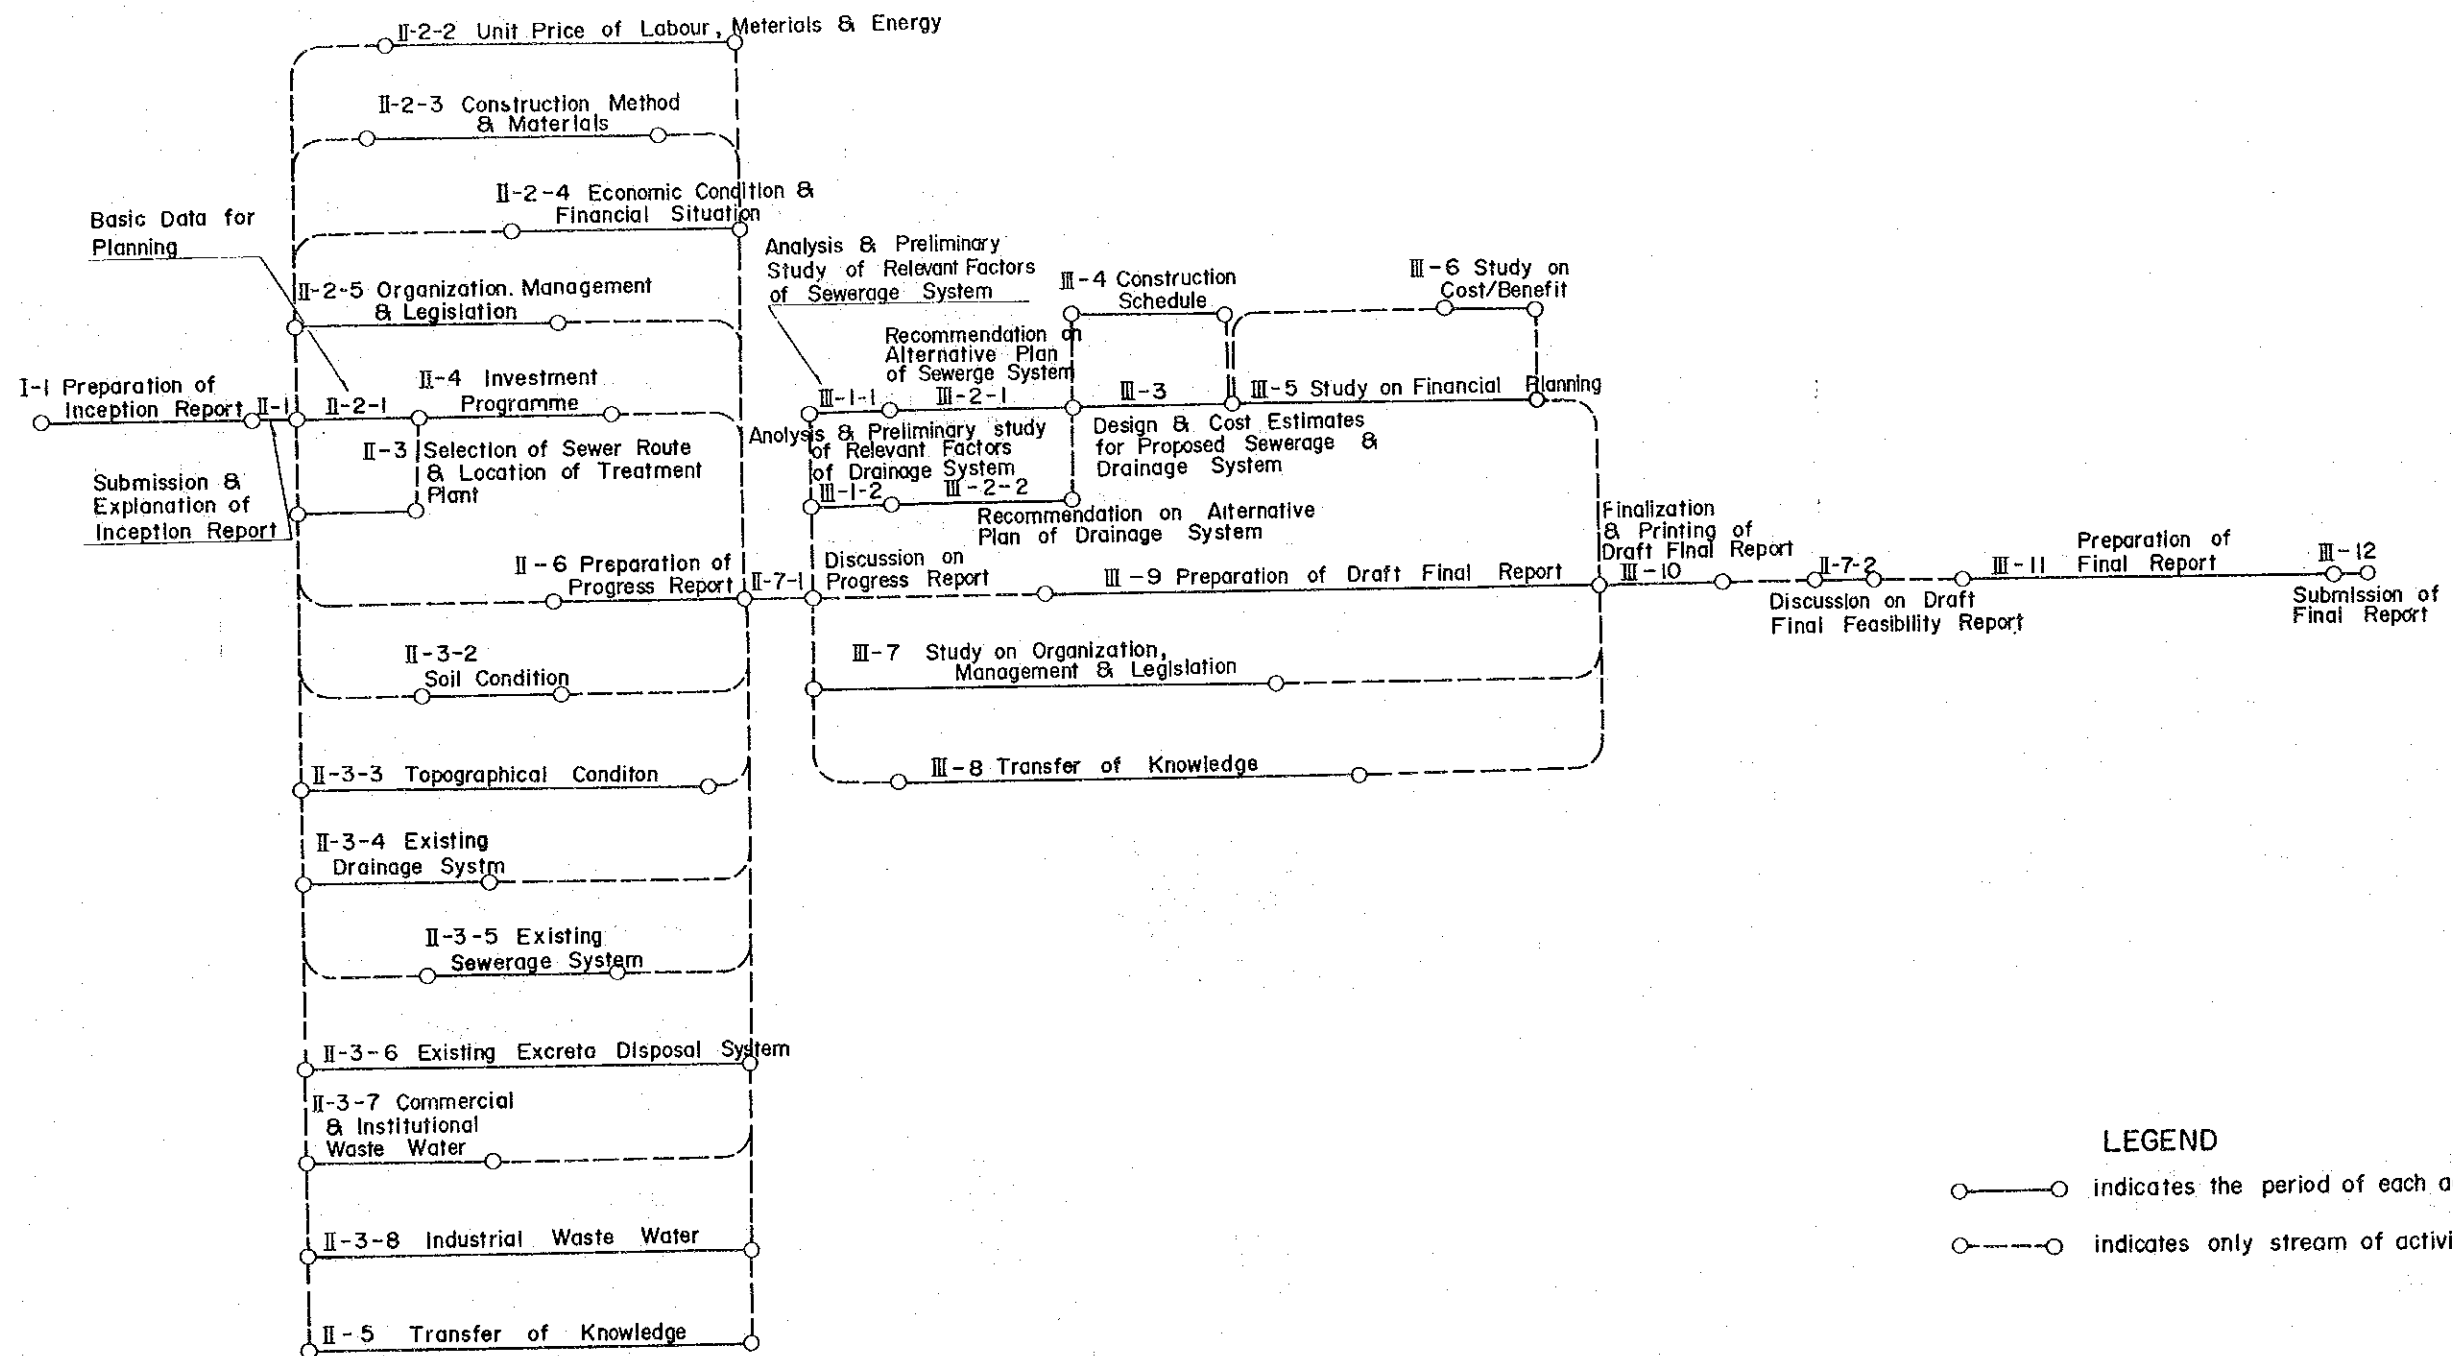 II-2-2 Unit Price of Labour, Meterials & Energy
II-2-3 Construction Method
& Materials
II-2-4 Economic Condition &
Financial Situation
Basic Data for
Planning
II-2-5 Organization. Management
& Legislation
I-1 Preparation of
Inception Report
II-1
II-2-1
II-4 Investment
Programme
II-3 Selection of Sewer Route
& Location of Treatment
Plant
Submission &
Explanation of
Inception Report
II-6 Preparation of
Progress Report
II-7-1
II-3-2
Soil Condition
II-3-3 Topographical Conditon
II-3-4 Existing
Drainage Systm
II-3-5 Existing
Sewerage System
II-3-6 Existing Excreta Disposal System
II-3-7 Commercial
& Institutional
Waste Water
II-3-8 Industrial Waste Water
II-5 Transfer of Knowledge
Analysis & Preliminary
Study of Relevant Factors
of Sewerage System
III-4 Construction
Schedule
III-6 Study on
Cost/Benefit
Recommendation on
Alternative Plan
of Sewerge System
III-1-1
III-2-1
III-3
III-5 Study on Financial Planning
Anolysis & Preliminary study
of Relevant Factors
of Drainage System
Design & Cost Estimates
for Proposed Sewerage &
Drainage System
III-1-2
III-2-2
Recommendation on Alternative
Plan of Drainage System
Discussion on
Progress Report
III-9 Preparation of Draft Final Report
Finalization
& Printing of
Draft Final Report
III-10
II-7-2
Discussion on Draft
Final Feasibility Report
III-11
Preparation of
Final Report
III-12
Submission of
Final Report
III-7 Study on Organization,
Management & Legislation
III-8 Transfer of Knowledge
LEGEND
indicates the period of each a
indicates only stream of activi